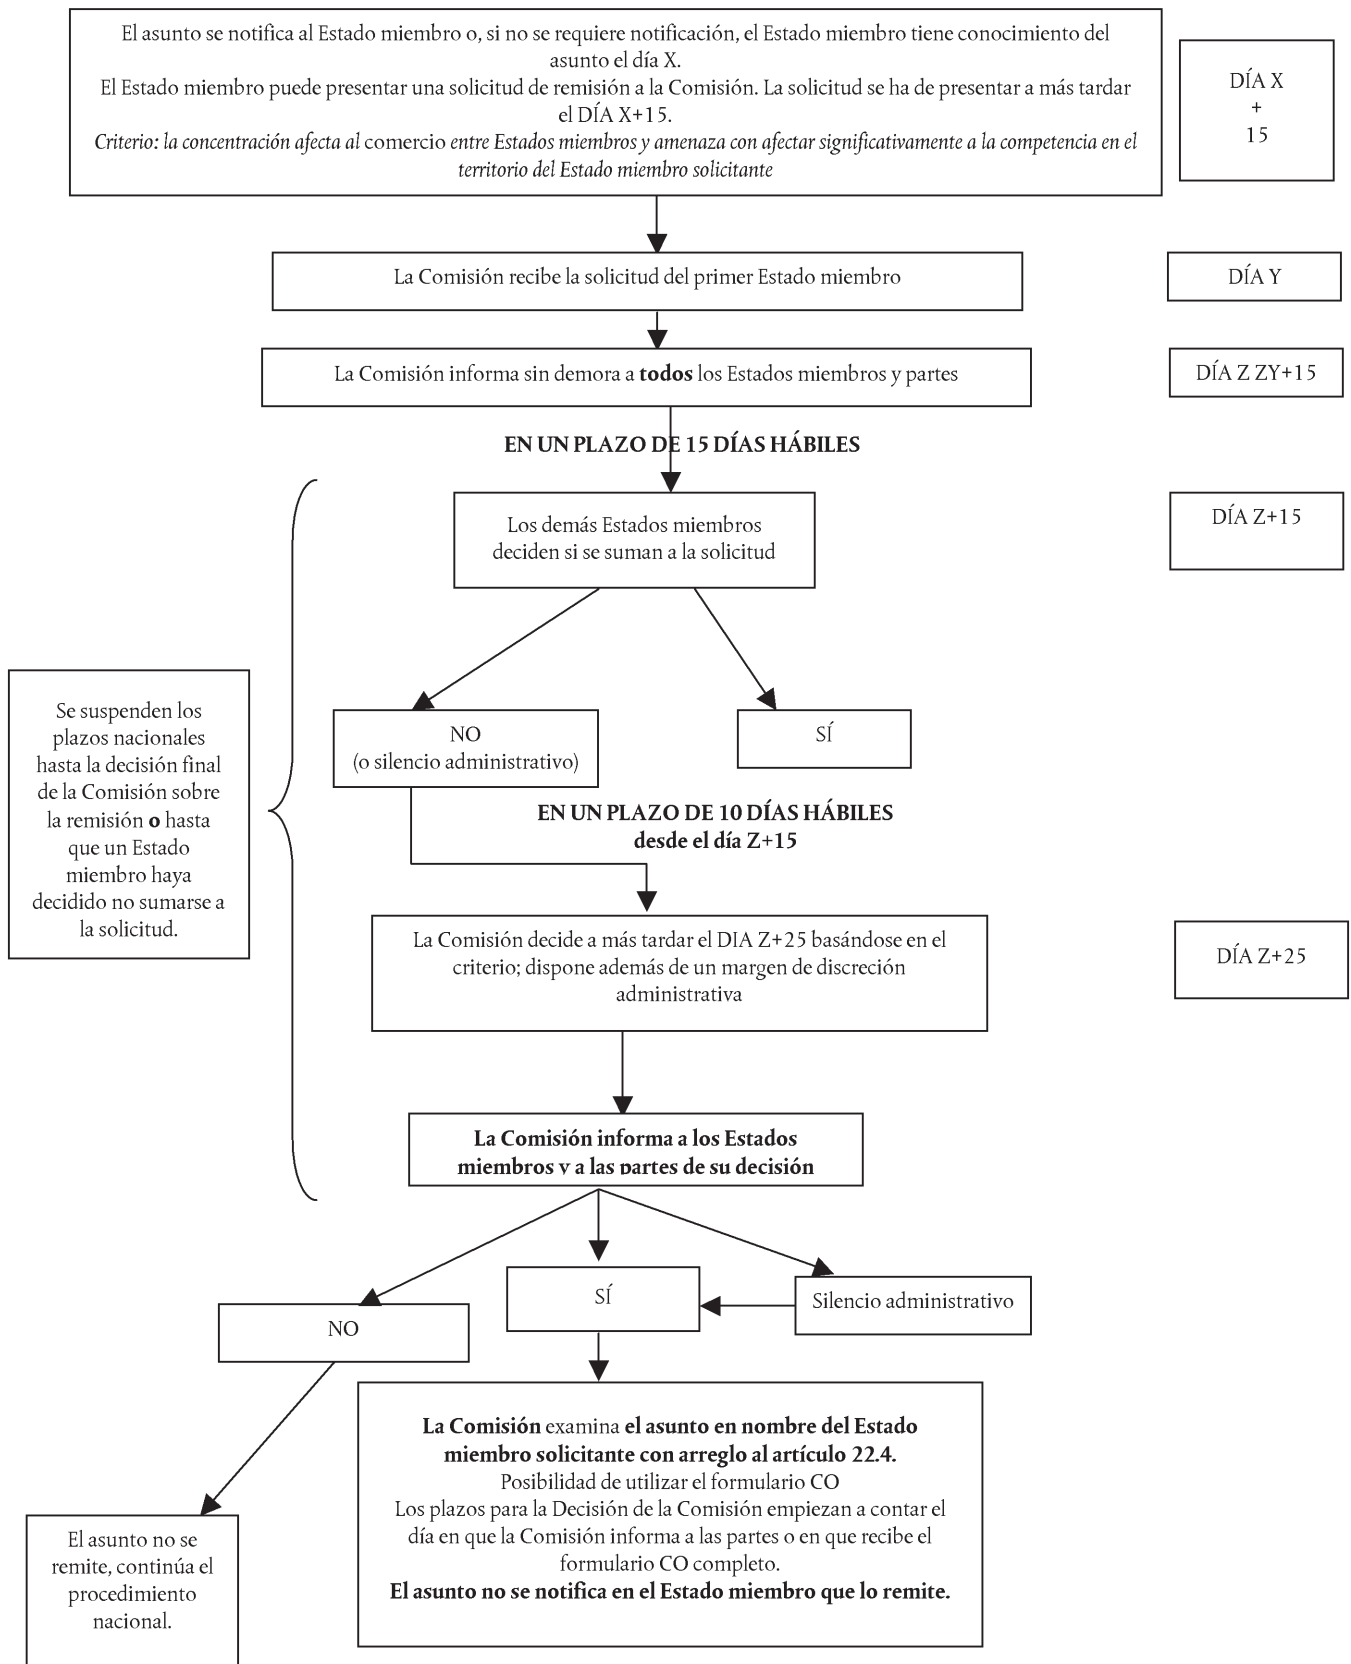 El asunto se notifica al Estado miembro o, si no se requiere notificación, el Estado miembro tiene conocimiento del
asunto el día X.
El Estado miembro puede presentar una solicitud de remisión a la Comisión. La solicitud se ha de presentar a más tardar
el DÍA X+15.
Criterio: la concentración afecta al comercio entre Estados miembros y amenaza con afectar significativamente a la competencia en el
territorio del Estado miembro solicitante
DÍA X
+
15
La Comisión recibe la solicitud del primer Estado miembro
DÍA Y
La Comisión informa sin demora a todos los Estados miembros y partes
DÍA Z ZY+15
EN UN PLAZO DE 15 DÍAS HÁBILES
Los demás Estados miembros
deciden si se suman a la solicitud
DÍA Z+15
NO
(o silencio administrativo)
SÍ
Se suspenden los
plazos nacionales
hasta la decisión final
de la Comisión sobre
la remisión o hasta
que un Estado
miembro haya
decidido no sumarse a
la solicitud.
EN UN PLAZO DE 10 DÍAS HÁBILES
desde el día Z+15
La Comisión decide a más tardar el DIA Z+25 basándose en el
criterio; dispone además de un margen de discreción
administrativa
DÍA Z+25
La Comisión informa a los Estados
miembros y a las partes de su decisión
NO
SÍ
Silencio administrativo
La Comisión examina el asunto en nombre del Estado
miembro solicitante con arreglo al artículo 22.4.
Posibilidad de utilizar el formulario CO
Los plazos para la Decisión de la Comisión empiezan a contar el
día en que la Comisión informa a las partes o en que recibe el
formulario CO completo.
El asunto no se notifica en el Estado miembro que lo remite.
El asunto no se
remite, continúa el
procedimiento
nacional.